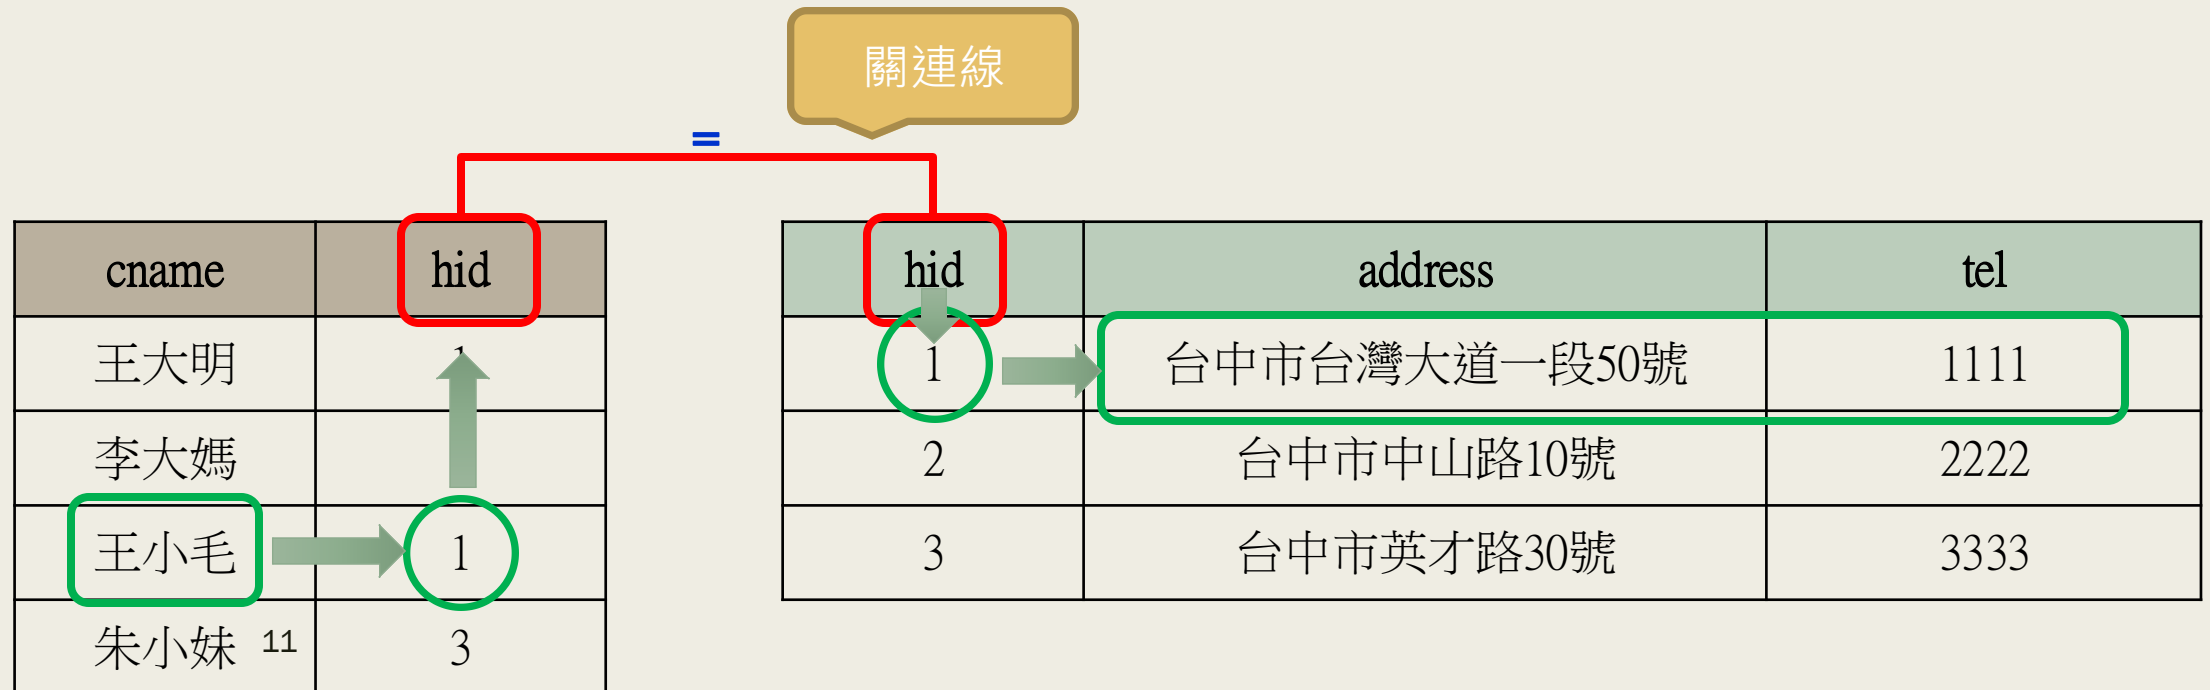 關連線
=
cname hid
王大明 1
李大媽
王小毛 1
朱小妹 3
11
hid address tel
1 台中市台灣大道一段50號 1111
2 台中市中山路10號 2222
3 台中市英才路30號 3333